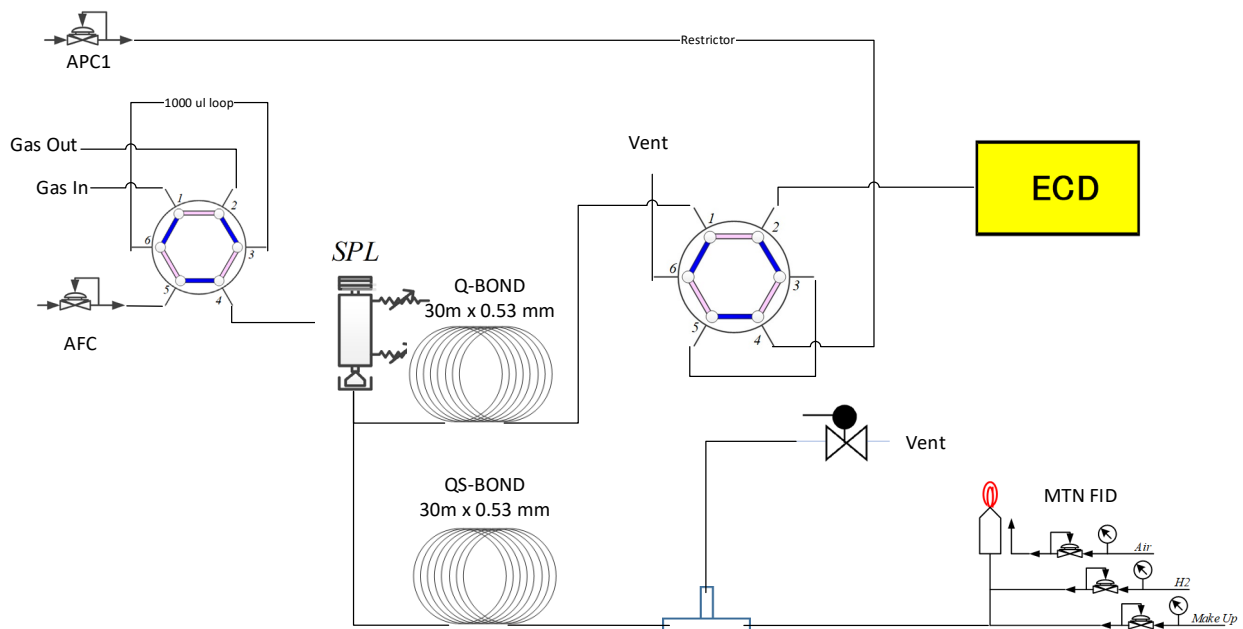 APC1
Restrictor
1000 ul loop
Gas Out
Gas In
1
2
3
4
5
6
AFC
SPL
Q-BOND
30m x 0.53 mm
Vent
1
2
3
4
5
6
ECD
Vent
QS-BOND
30m x 0.53 mm
MTN FID
Air
H2
Make Up